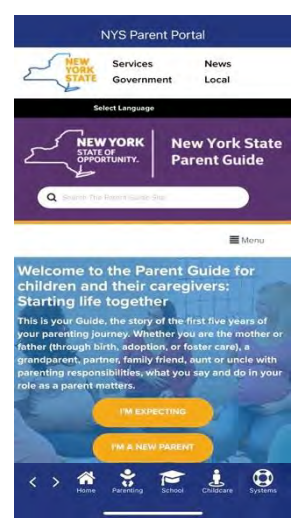 NYS Parent Portal
NEW YORK STATE
Services
News
Government
Local
Select Language
NEW YORK
STATE OF
OPPORTUNITY.
New York State
Parent Guide
Search The Parent Guide Site
Menu
Welcome to the Parent Guide for
children and their caregivers:
Starting life together
This is your Guide, the story of the first five years of
your parenting journey. Whether you are the mother or
father (through birth, adoption, or foster care), a
grandparent, partner, family friend, aunt or uncle with
parenting responsibilities, what you say and do in your
role as a parent matters.
I'M EXPECTING
I'M A NEW PARENT
Home
Parenting
School
Childcare
Systems